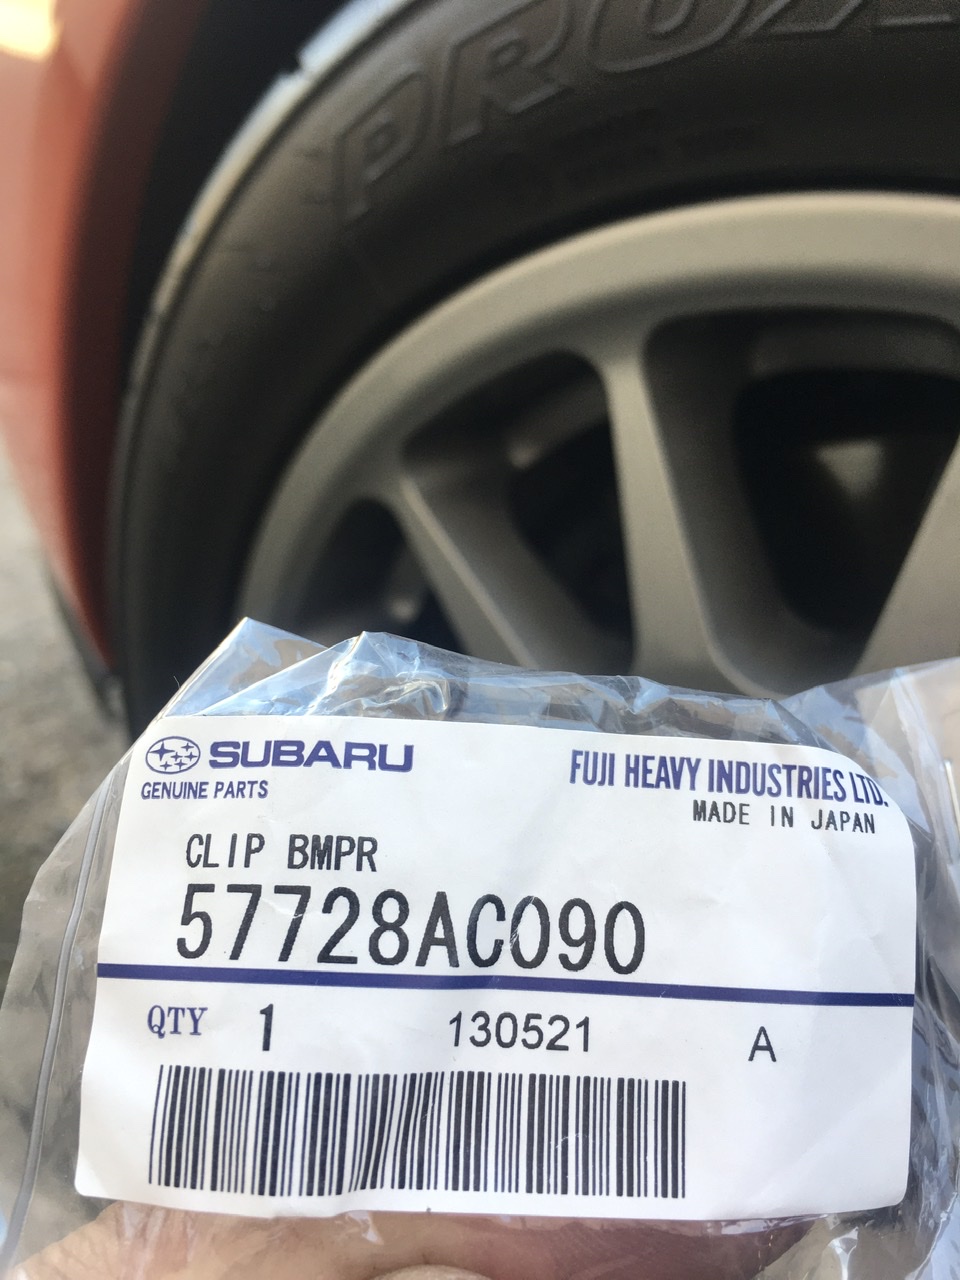 SUBARU
GENUINE PARTS
FUJI HEAVY INDUSTRIES LTD.
MADE IN JAPAN
CLIP BMPR
57728AC090
QTY 1 130521 A